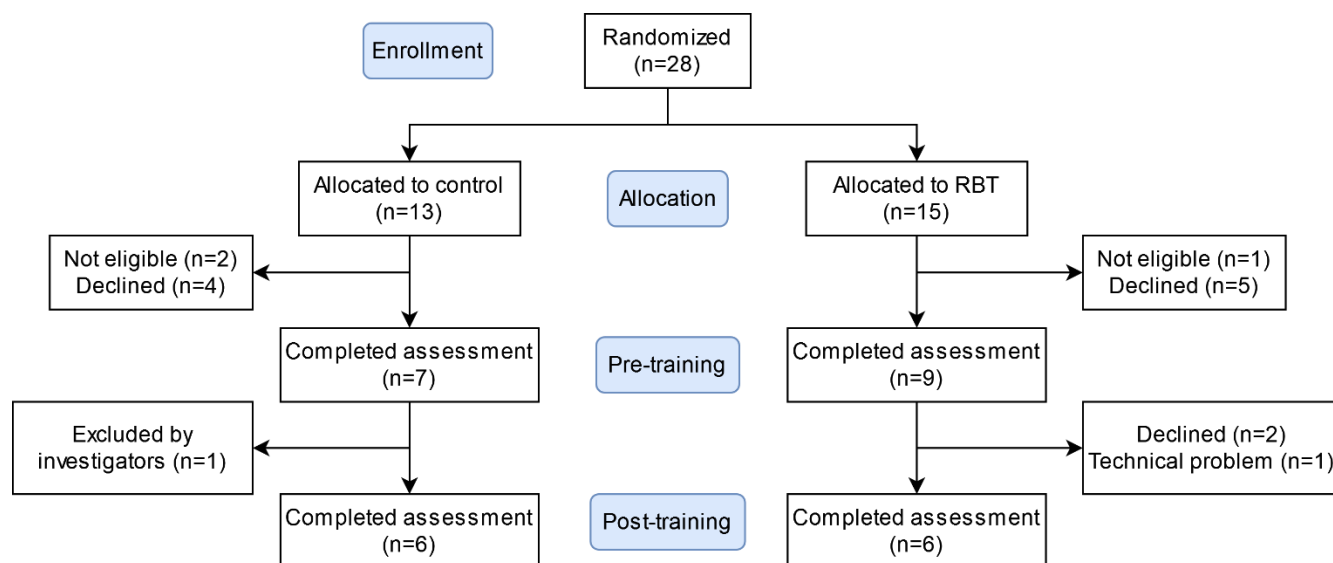 Enrollment
Randomized
(n=28)
Allocated to control
(n=13)
Allocation
Allocated to RBT
(n=15)
Not eligible (n=2)
Declined (n=4)
Not eligible (n=1)
Declined (n=5)
Completed assessment
(n=7)
Pre-training
Completed assessment
(n=9)
Excluded by
investigators (n=1)
Declined (n=2)
Technical problem (n=1)
Completed assessment
(n=6)
Post-training
Completed assessment
(n=6)